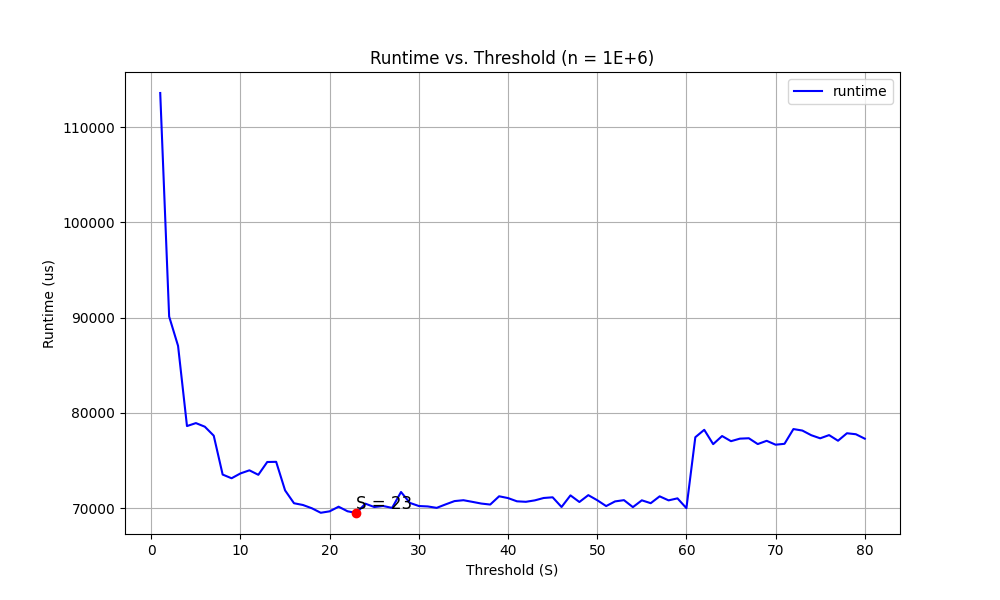 Runtime vs. Threshold (n = 1E+6)
runtime
110000
100000
90000
80000
70000
Runtime (us)
S = 23
0 10 20 30 40 50 60 70 80
Threshold (S)